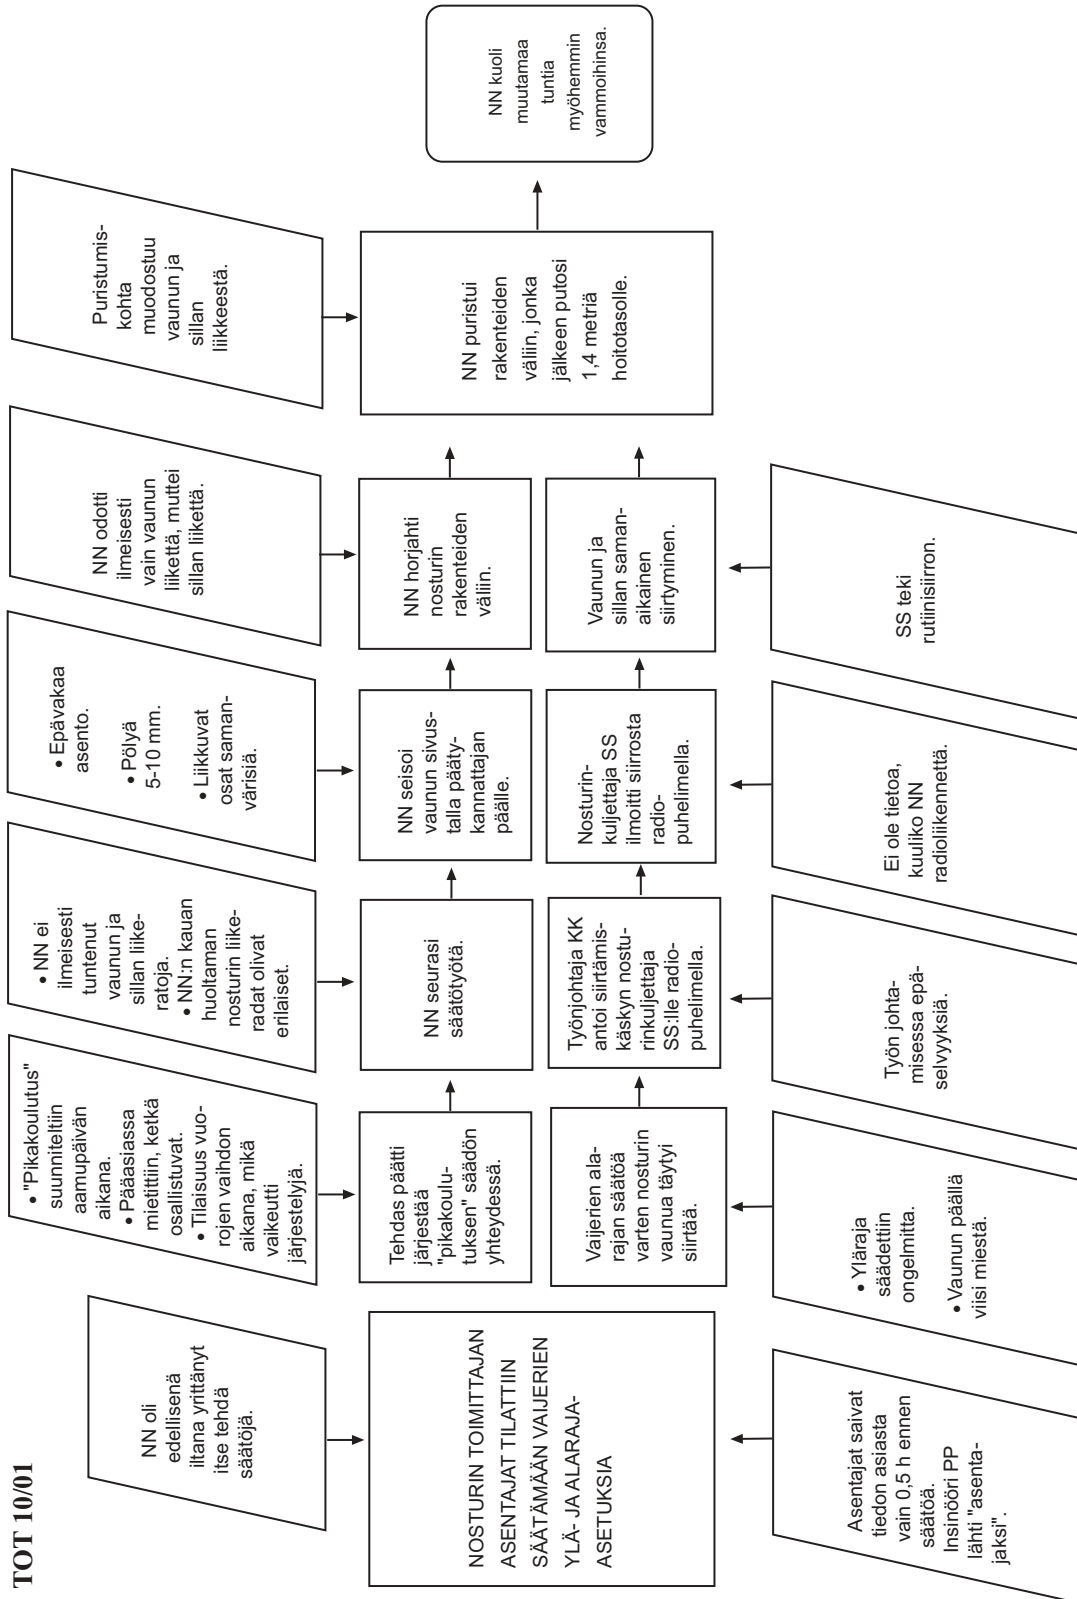 TOT 10/01
NN oli
edellisenä
iltana yrittänyt
itse tehdä
säätöjä.
• "Pikakoulutus"
suunniteltiin
aamupäivän
aikana.
• Pääasiassa
mietittiin, ketkä
osallistuvat.
• Tilaisuus vuo-
rojen vaihdon
aikana, mikä
vaikeutti
järjestelyjä.
• NN ei
ilmeisesti
tuntenut
vaunun ja
sillan liike-
ratoja.
• NN:n kauan
huoltaman
nosturin liike-
radat olivat
erilaiset.
• Epävakaa
asento.
• Pölyä
5-10 mm.
• Liikkuvat
osat saman-
värisiä.
NN odotti
ilmeisesti
vain vaunun
liikettä, muttei
sillan liikettä.
Puristumis-
kohta
muodostuu
vaunun ja
sillan
liikkeestä.
NOSTURIN TOIMITTAJAN
ASENTAJAT TILATTIIN
SÄÄTÄMÄÄN VAIJERIEN
YLÄ- JA ALARAJA-
ASETUKSIA
Tehdas päätti
järjestää
"pikakoulu-
tuksen" säädön
yhteydessä.
NN seurasi
säätötyötä.
NN seisoi
vaunun sivus-
talla pääty-
kannattajan
päälle.
NN horjahti
nosturin
rakenteiden
väliin.
NN puristui
rakenteiden
väliin, jonka
jälkeen putosi
1,4 metriä
hoitotasolle.
NN kuoli
muutamaa
tuntia
myöhemmin
vammoihinsa.
Vaijerien ala-
rajan säätöä
varten nosturin
vaunua täytyi
siirtää.
Työnjohtaja KK
antoi siirtämis-
käskyn nostu-
rinkuljettaja
SS:lle radio-
puhelimella.
Nosturin-
kuljettaja SS
ilmoitti siirrosta
radio-
puhelimella.
Vaunun ja
sillan saman-
aikainen
siirtyminen.
Asentajat saivat
tiedon asiasta
vain 0,5 h ennen
säätöä.
Insinööri PP
lähti "asenta-
jaksi".
• Yläraja
säädettiin
ongelmitta.
• Vaunun päällä
viisi miestä.
Työn johta-
misessa epä-
selvyyksiä.
Ei ole tietoa,
kuuliko NN
radioliikennettä.
SS teki
rutiinisiirron.